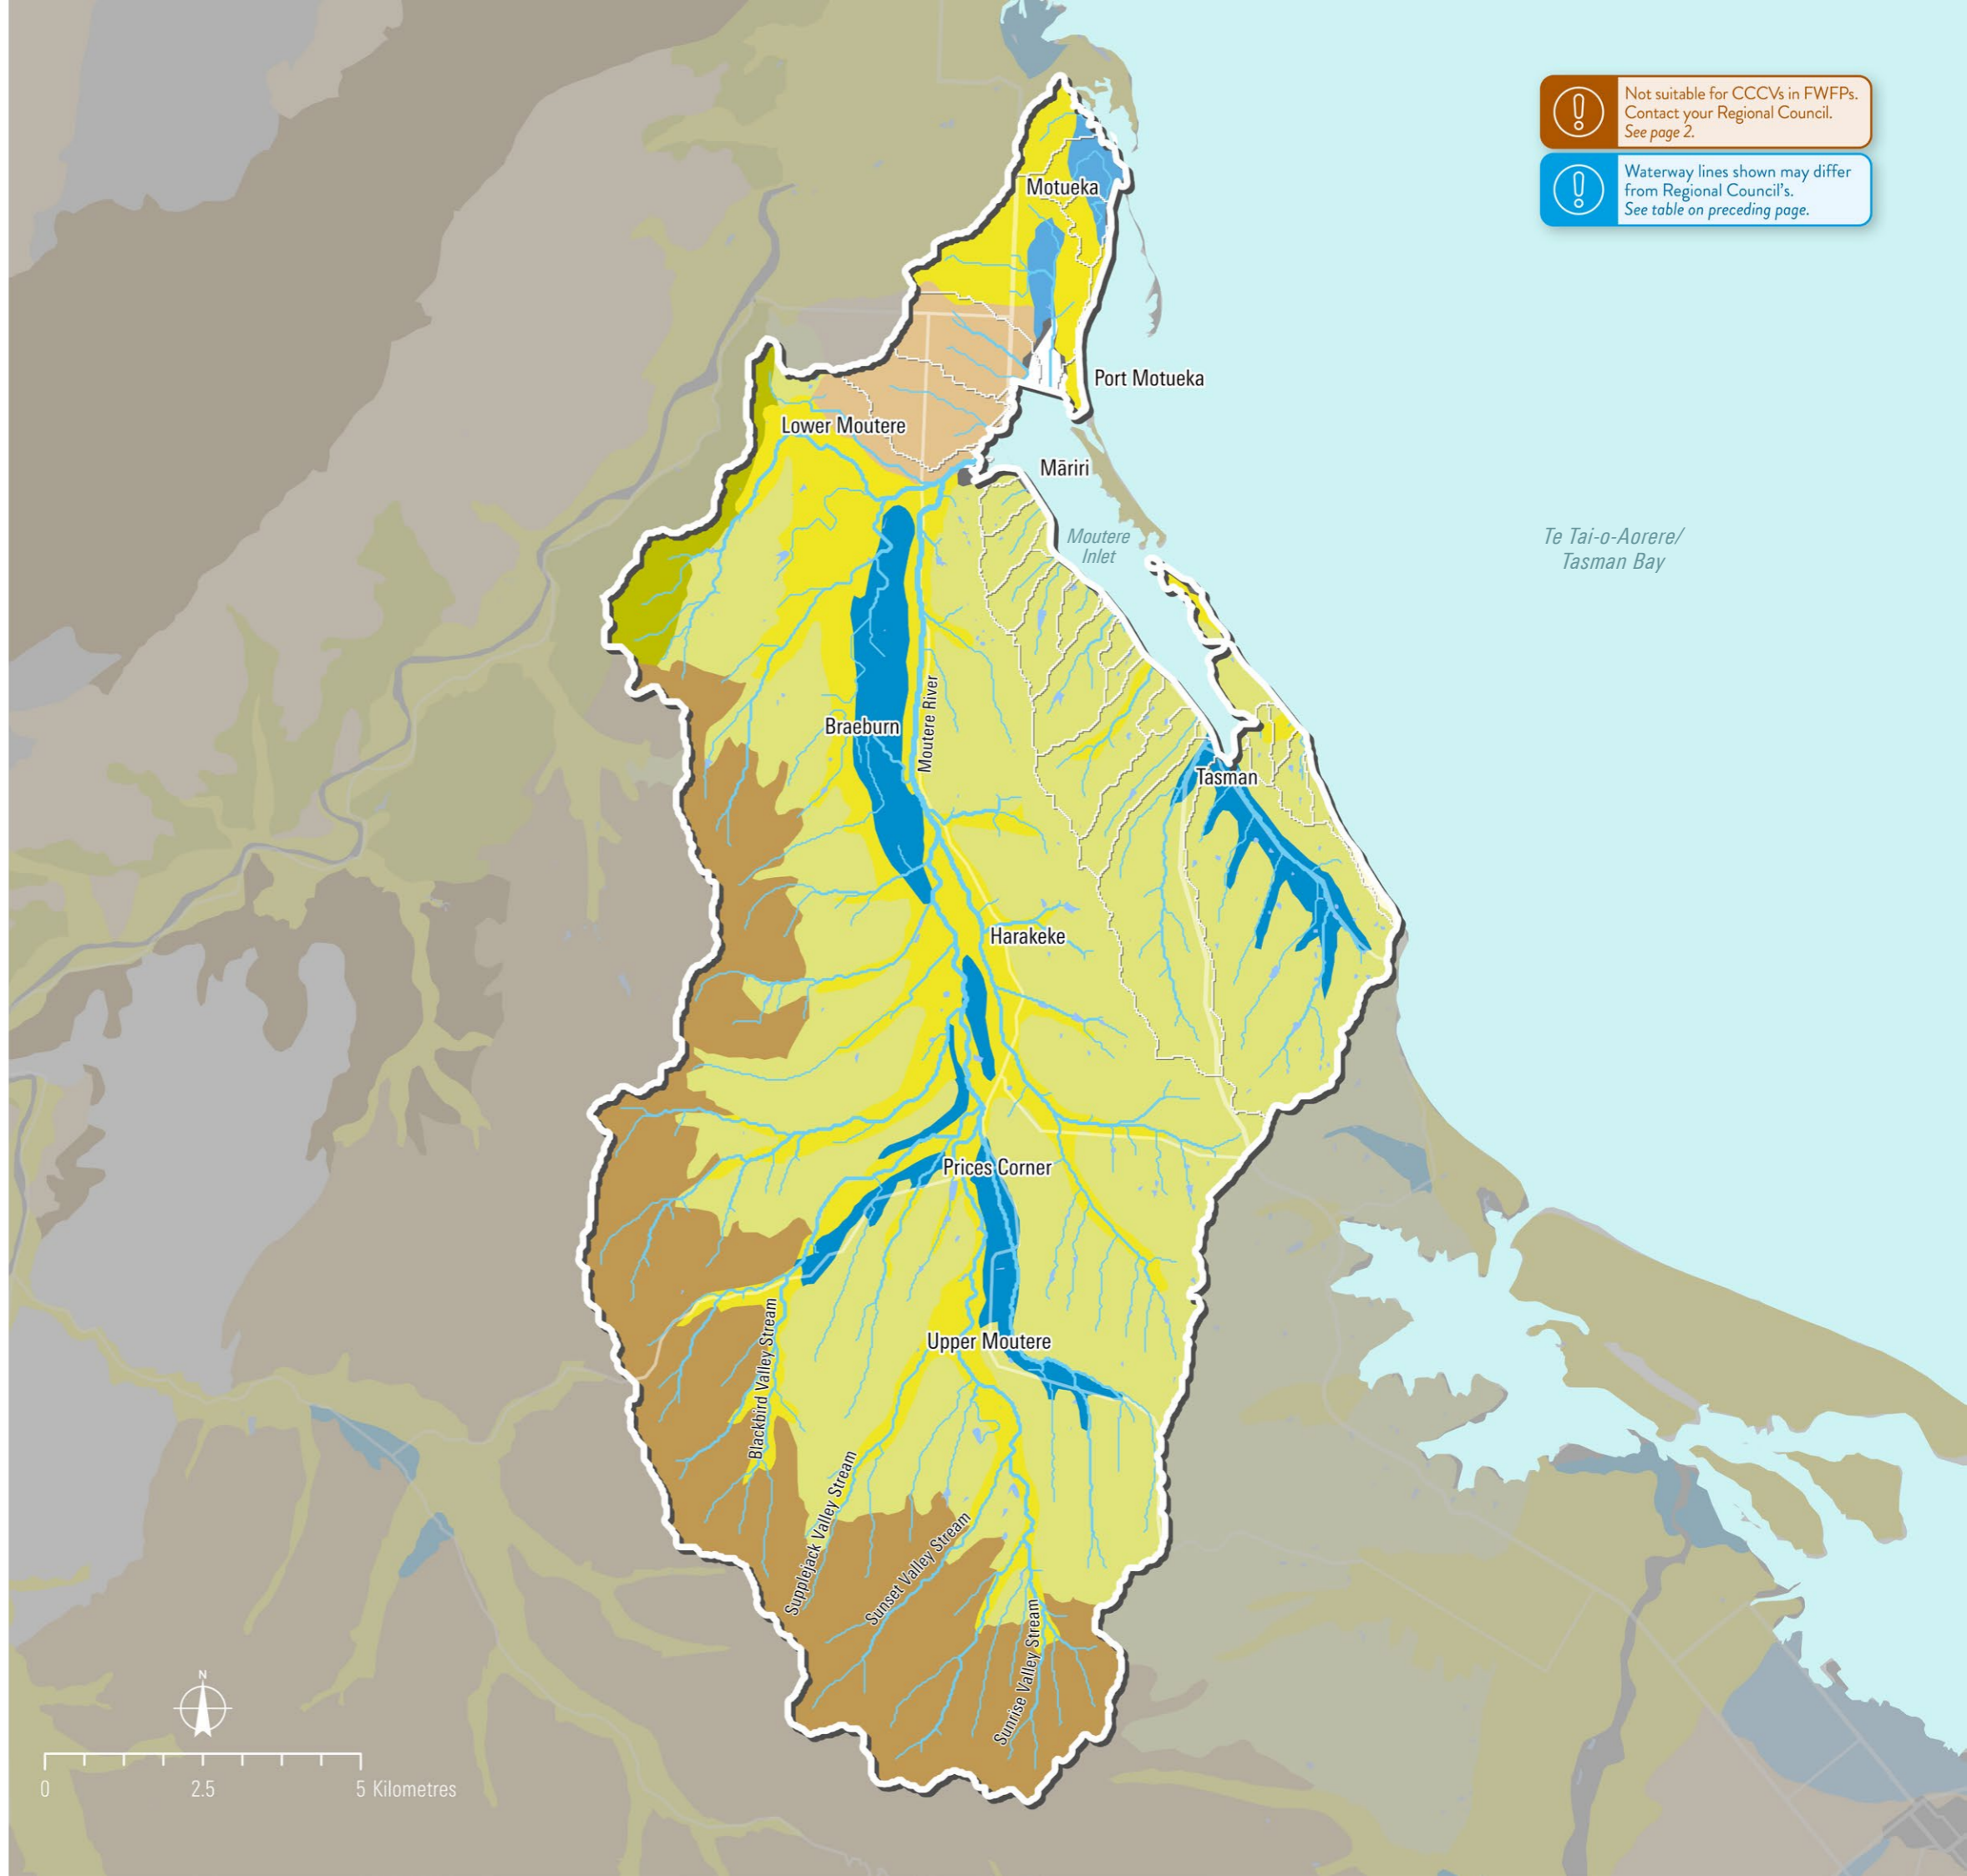 Not suitable for CCCVs in FWFPs.
Contact your Regional Council.
See page 2.
Waterway lines shown may differ
from Regional Council's.
See table on preceding page.
Motueka
Port Motueka
Lower Moutere
Māriri
Moutere
Inlet
Te Tai-o-Aorere/
Tasman Bay
Moutere River
Braeburn
Tasman
Harakeke
Prices Corner
Upper Moutere
Blackbird Valley Stream
Supplejack Valley Stream
Sunset Valley Stream
Sunrise Valley Stream
N
0
2.5
5 Kilometres